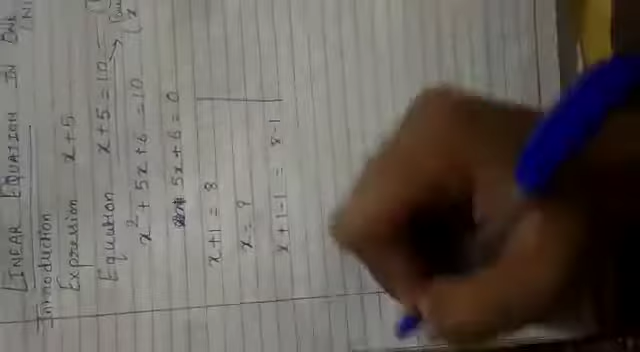 LINEAR EQUATION IN ONE
Introduction
Expression x+5
Equation x+5=10
x² + 5x + 6 = 10
5x + 6 = 0
x+1 = 8
x = ?
x+1-1 = 8-1